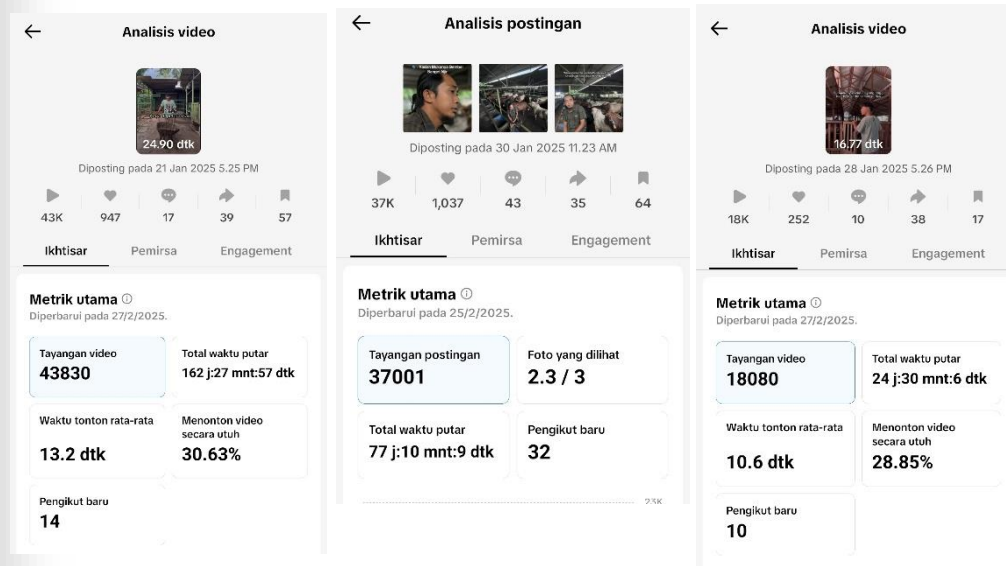 Analisis video
24.90 dtk
Diposting pada 21 Jan 2025 5.25 PM
43K 947 17 39 57
Ikhtisar Pemirsa Engagement
Metrik utama
Diperbarui pada 27/2/2025.
Tayangan video
43830
Total waktu putar
162 j:27 mnt:57 dtk
Waktu tonton rata-rata
13.2 dtk
Menonton video
secara utuh
30.63%
Pengikut baru
14
Analisis postingan
Diposting pada 30 Jan 2025 11.23 AM
37K 1,037 43 35 64
Ikhtisar Pemirsa Engagement
Metrik utama
Diperbarui pada 25/2/2025.
Tayangan postingan
37001
Foto yang dilihat
2.3 / 3
Total waktu putar
77 j:10 mnt:9 dtk
Pengikut baru
32
23K
Analisis video
16.77 dtk
Diposting pada 28 Jan 2025 5.26 PM
18K 252 10 38 17
Ikhtisar Pemirsa Engagement
Metrik utama
Diperbarui pada 27/2/2025.
Tayangan video
18080
Total waktu putar
24 j:30 mnt:6 dtk
Waktu tonton rata-rata
10.6 dtk
Menonton video
secara utuh
28.85%
Pengikut baru
10